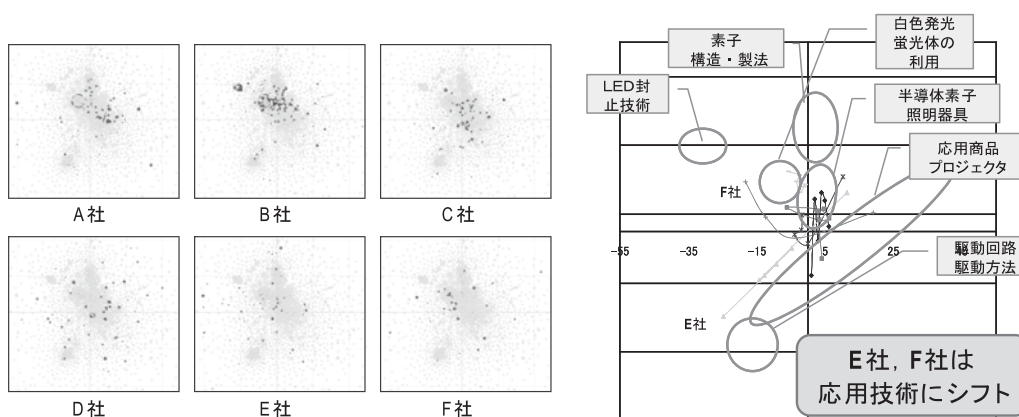 A社
B社
C社
D社
E社
F社
素子
構造・製法
白色発光
蛍光体の
利用
LED封
止技術
半導体素子
照明器具
応用商品
プロジェクタ
F社
-55
-35
-15
5
25
駆動回路
駆動方法
E社
E社, F社は
応用技術にシフト